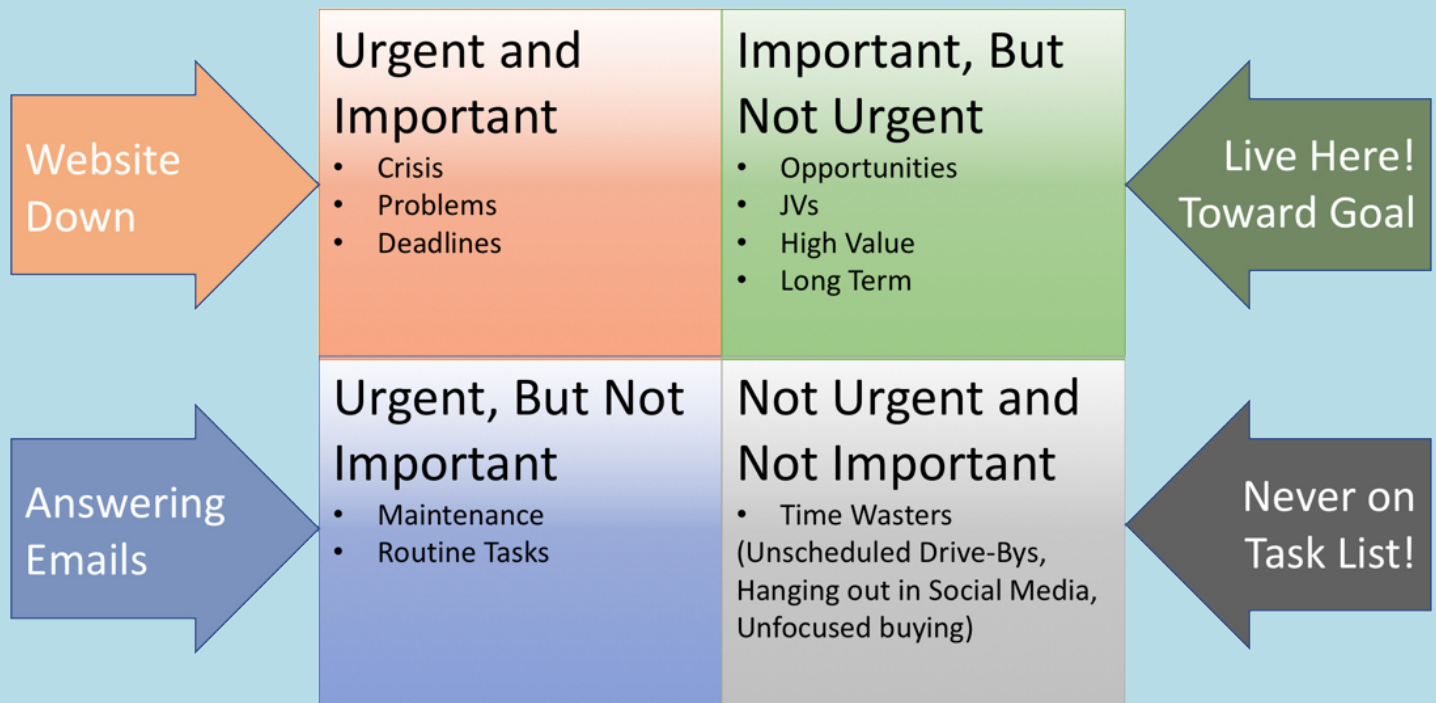 Website
Down
Urgent and
Important
• Crisis
• Problems
• Deadlines
Important, But
Not Urgent
• Opportunities
• JVs
• High Value
• Long Term
Live Here!
Toward Goal
Answering
Emails
Urgent, But Not
Important
• Maintenance
• Routine Tasks
Not Urgent and
Not Important
• Time Wasters
(Unscheduled Drive-Bys,
Hanging out in Social Media,
Unfocused buying)
Never on
Task List!